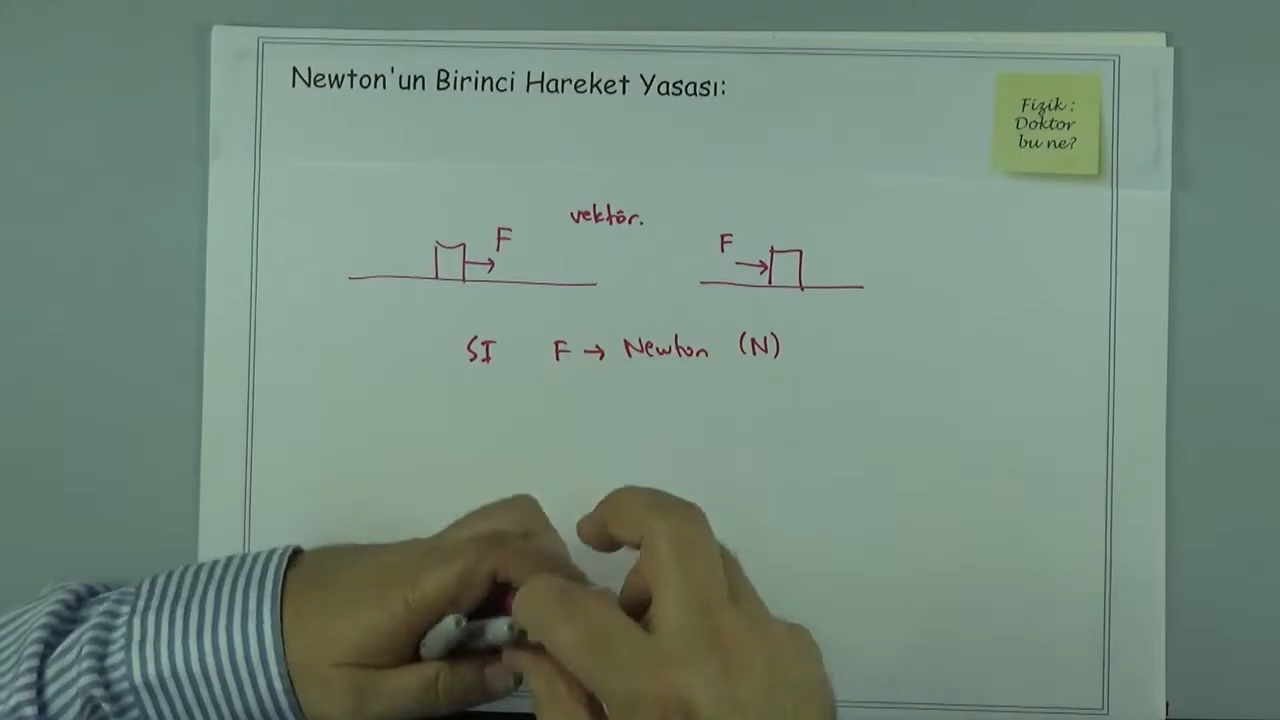 Newton'un Birinci Hareket Yasası:
Fizik :
Doktor
bu ne?
vektör.
F
F
SI F → Newton (N)